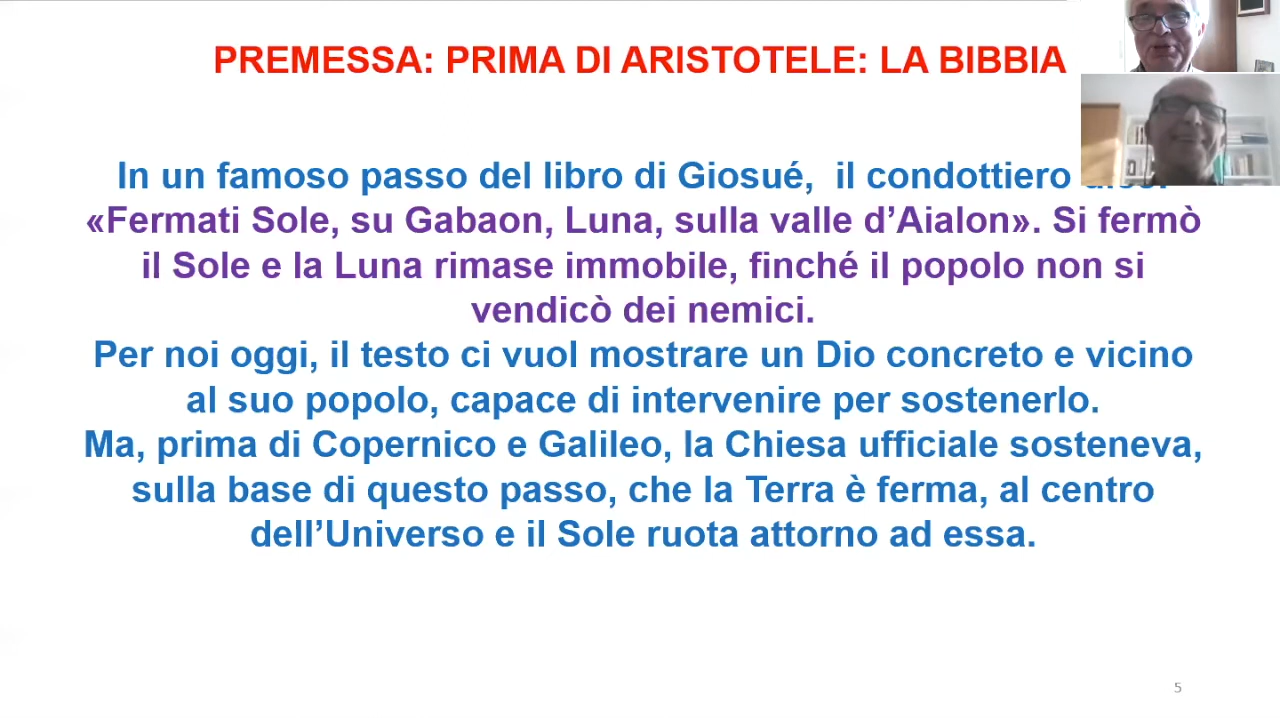 PREMESSA: PRIMA DI ARISTOTELE: LA BIBBIA
In un famoso passo del libro di Giosué, il condottiero
«Fermati Sole, su Gabaon, Luna, sulla valle d’Aialon». Si fermò
il Sole e la Luna rimase immobile, finché il popolo non si
vendicò dei nemici.
Per noi oggi, il testo ci vuol mostrare un Dio concreto e vicino
al suo popolo, capace di intervenire per sostenerlo.
Ma, prima di Copernico e Galileo, la Chiesa ufficiale sosteneva,
sulla base di questo passo, che la Terra è ferma, al centro
dell’Universo e il Sole ruota attorno ad essa.
5